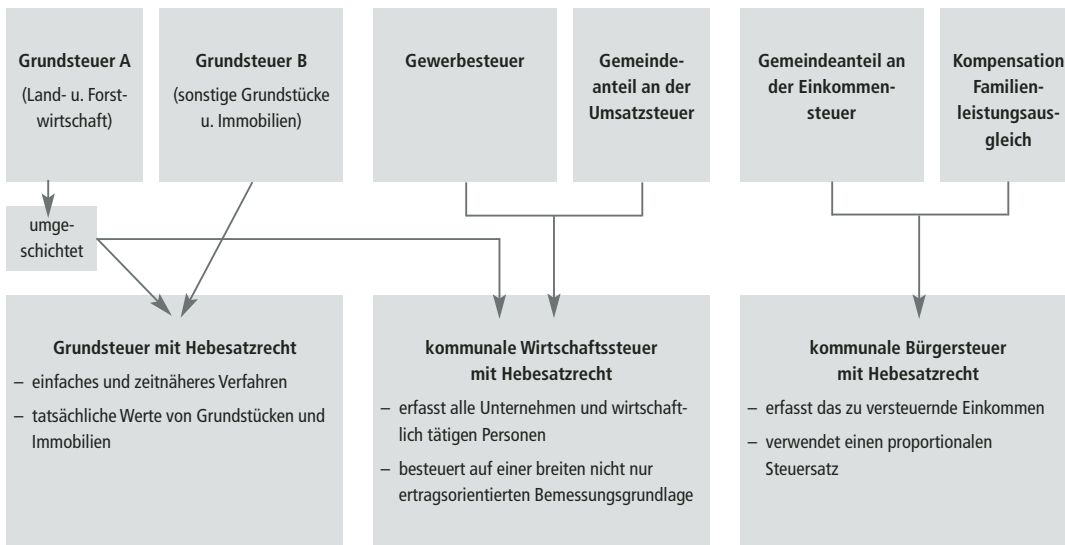 Grundsteuer A
(Land- u. Forst-
wirtschaft)
Grundsteuer B
(sonstige Grundstücke
u. Immobilien)
Gewerbesteuer
Gemeinde-
anteil an der
Umsatzsteuer
Gemeindeanteil an
der Einkommen-
steuer
Kompensation
Familien-
leistungsaus-
gleich
umge-
schichtet
Grundsteuer mit Hebesatzrecht
– einfaches und zeitnäheres Verfahren
– tatsächliche Werte von Grundstücken und
Immobilien
kommunale Wirtschaftssteuer
mit Hebesatzrecht
– erfasst alle Unternehmen und wirtschaft-
lich tätigen Personen
– besteuert auf einer breiten nicht nur
ertragsorientierten Bemessungsgrundlage
kommunale Bürgersteuer
mit Hebesatzrecht
– erfasst das zu versteuernde Einkommen
– verwendet einen proportionalen
Steuersatz